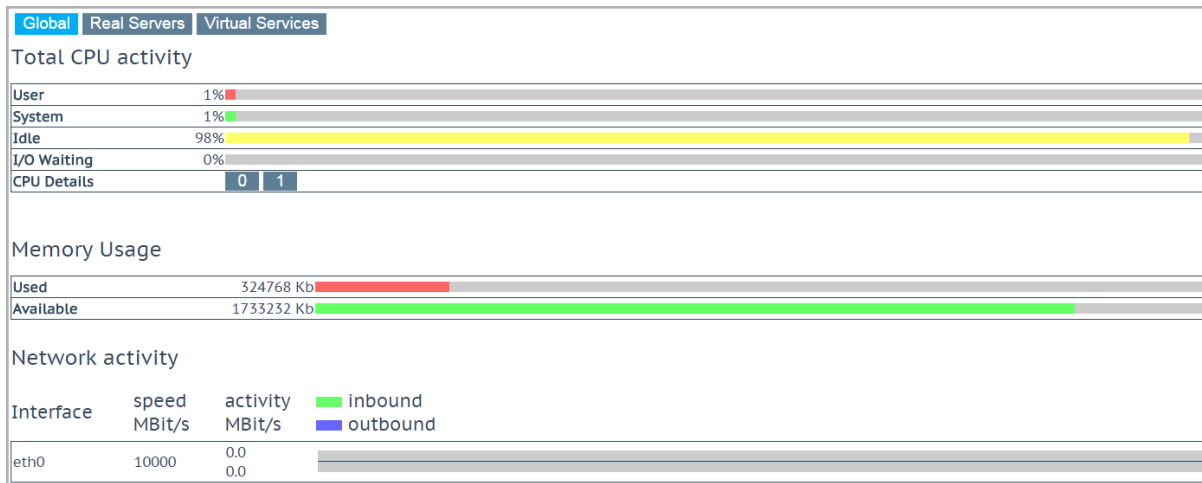 Global Real Servers Virtual Services
Total CPU activity
User 1%
System 1%
Idle 98%
I/O Waiting 0%
CPU Details 0 1
Memory Usage
Used 324768 Kb
Available 1733232 Kb
Network activity
Interface speed MBit/s activity MBit/s inbound outbound
eth0 10000 0.0
0.0